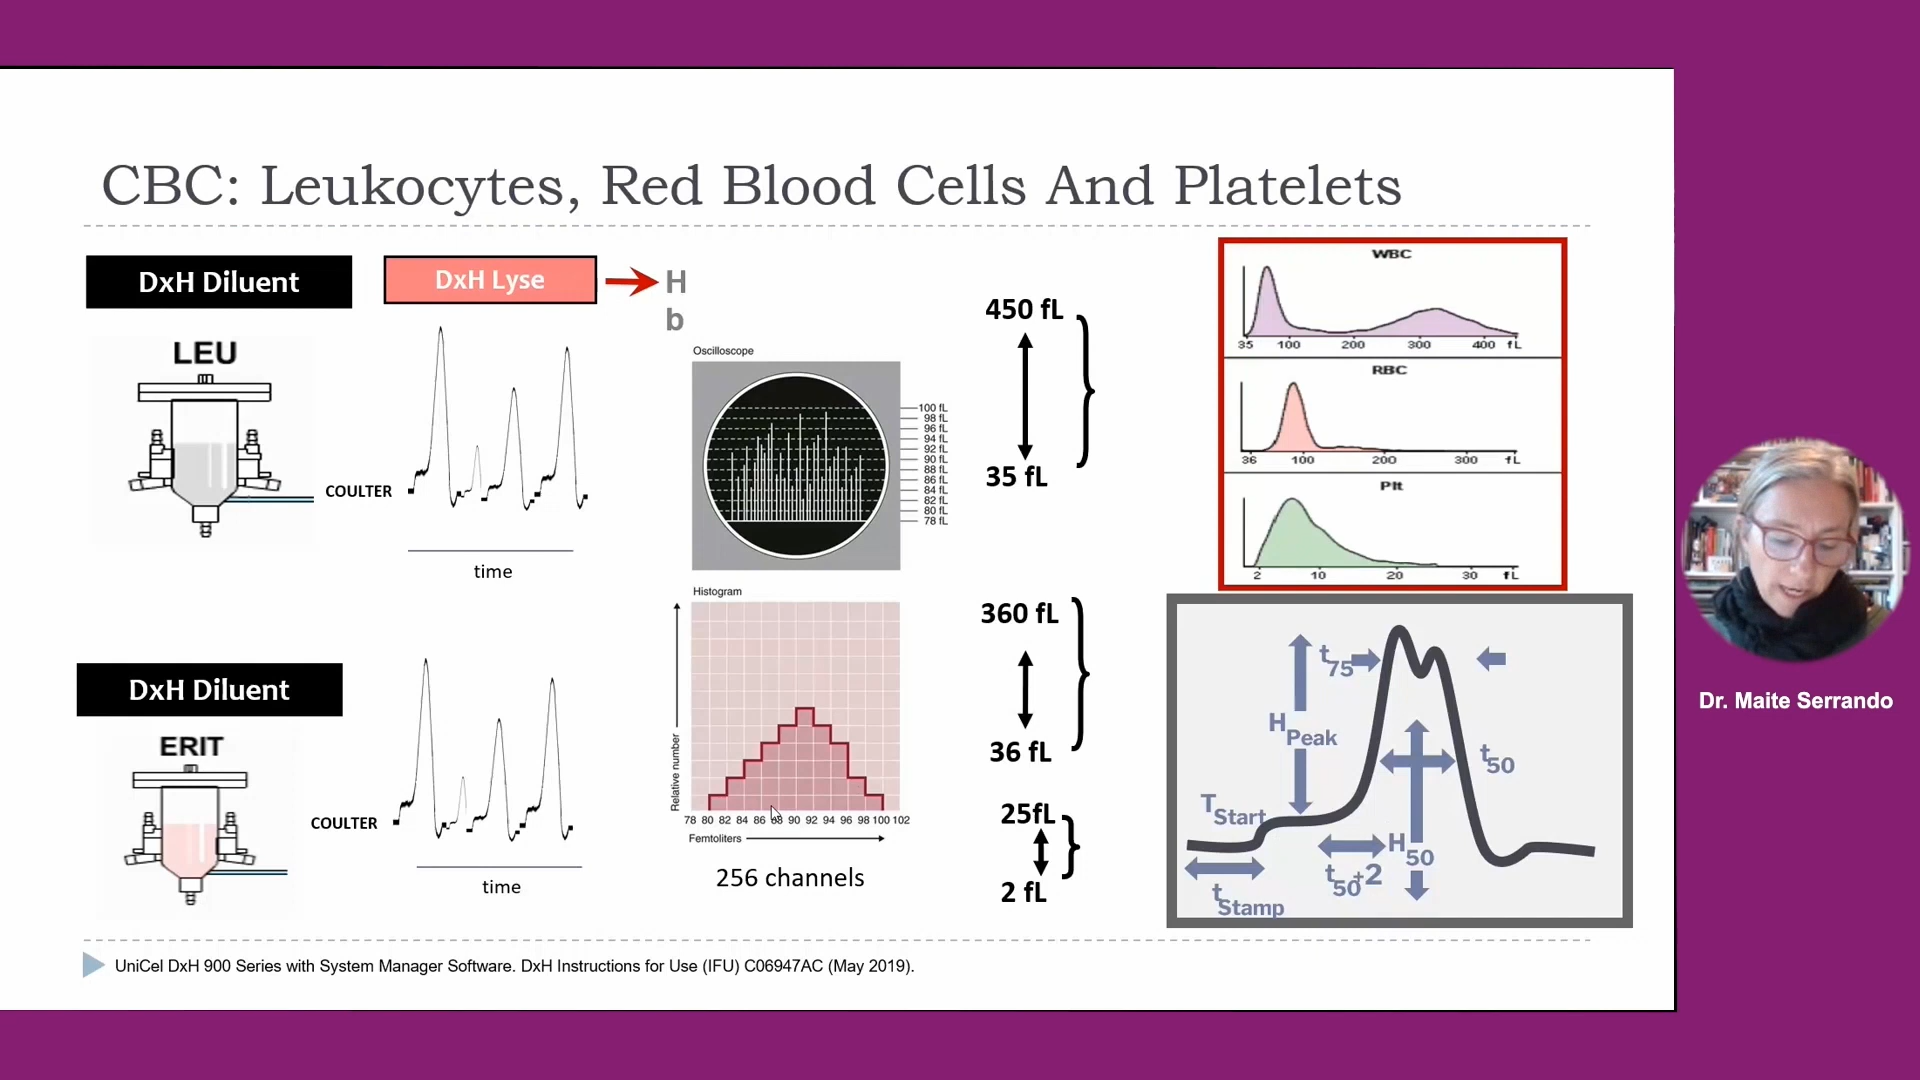 CBC: Leukocytes, Red Blood Cells And Platelets
DxH Diluent
DxH Lyse
H
b
LEU
COULTER
time
Oscilloscope
100 fL
98 fL
96 fL
94 fL
92 fL
90 fL
88 fL
86 fL
84 fL
82 fL
80 fL
78 fL
450 fL
35 fL
WBC
35 100 200 300 400 fL
RBC
36 100 200 300 fL
Plt
2 10 20 30 fL
DxH Diluent
ERIT
COULTER
time
Histogram
Relative number
78 80 82 84 86 88 90 92 94 96 98 100 102
Femtoliters
256 channels
360 fL
36 fL
25fL
2 fL
t75
HPeak
t50
TStart
H50
t50+2
tStamp
UniCel DxH 900 Series with System Manager Software. DxH Instructions for Use (IFU) C06947AC (May 2019).
Dr. Maite Serrando